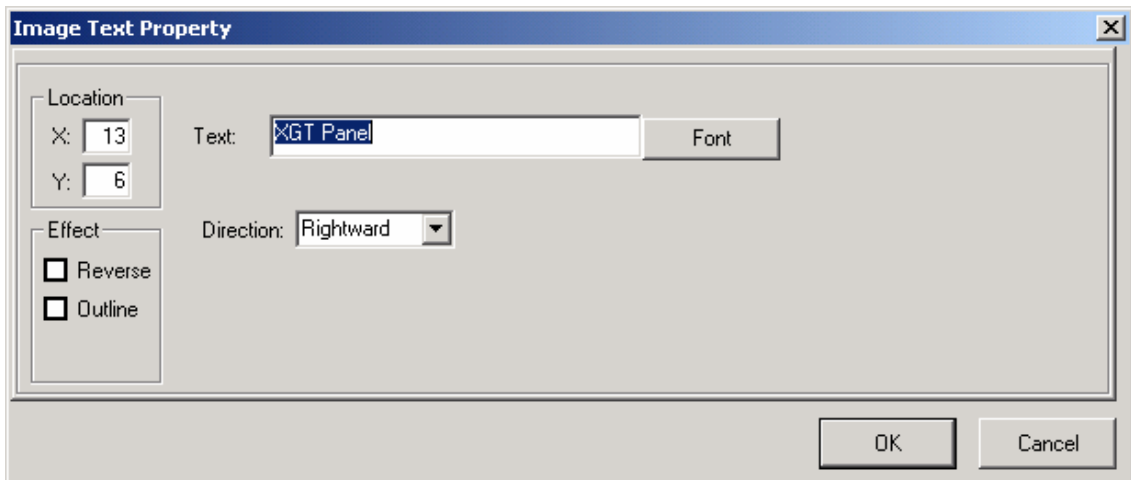 Image Text Property
Location
X: 13
Text: XGT Panel
Font
Y: 6
Effect
Direction: Rightward
Reverse
Outline
OK
Cancel